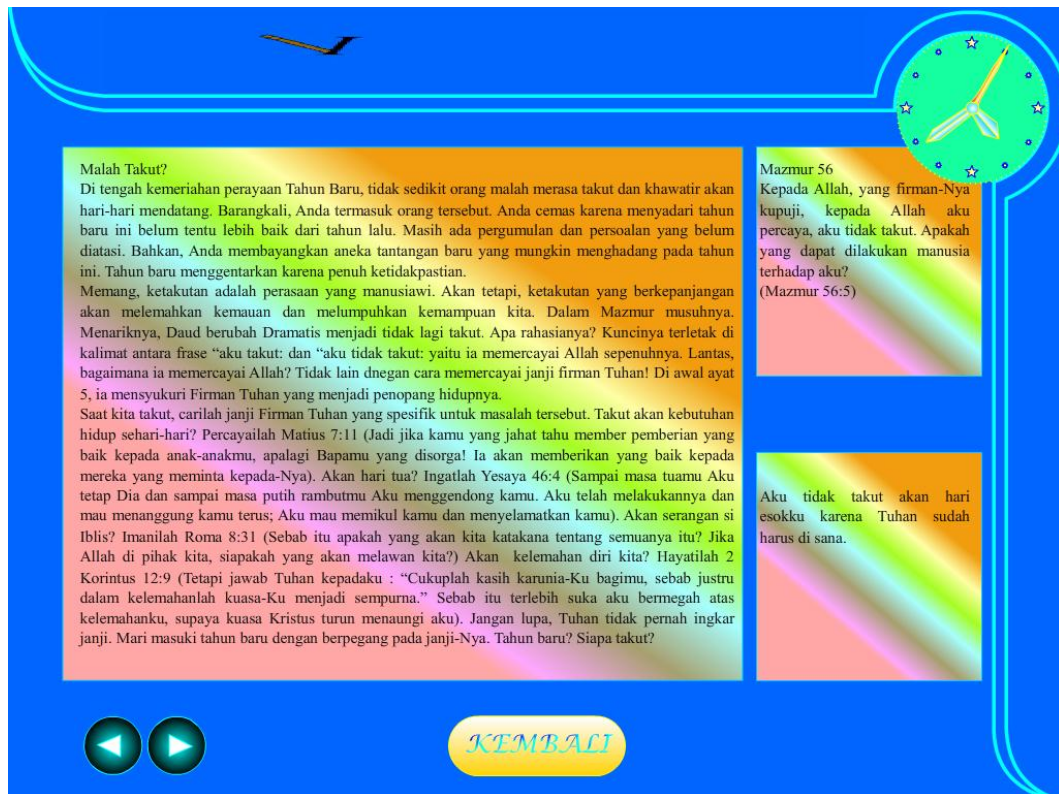 Malah Takut?
Di tengah kemeriahan perayaan Tahun Baru, tidak sedikit orang malah merasa takut dan khawatir akan
hari-hari mendatang. Barangkali, Anda termasuk orang tersebut. Anda cemas karena menyadari tahun
baru ini belum tentu lebih baik dari tahun lalu. Masih ada pergumulan dan persoalan yang belum
diatasi. Bahkan, Anda membayangkan aneka tantangan baru yang mungkin menghadang pada tahun
ini. Tahun baru menggentarkan karena penuh ketidakpastian.
Memang, ketakutan adalah perasaan yang manusiawi. Akan tetapi, ketakutan yang berkepanjangan
akan melemahkan kemauan dan melumpuhkan kemampuan kita. Dalam Mazmur musuhnya.
Menariknya, Daud berubah Dramatis menjadi tidak lagi takut. Apa rahasianya? Kuncinya terletak di
kalimat antara frase “aku takut: dan “aku tidak takut: yaitu ia memercayai Allah sepenuhnya. Lantas,
bagaimana ia memercayai Allah? Tidak lain dnegan cara memercayai janji firman Tuhan! Di awal ayat
5, ia mensyukuri Firman Tuhan yang menjadi penopang hidupnya.
Saat kita takut, carilah janji Firman Tuhan yang spesifik untuk masalah tersebut. Takut akan kebutuhan
hidup sehari-hari? Percayailah Matius 7:11 (Jadi jika kamu yang jahat tahu member pemberian yang
baik kepada anak-anakmu, apalagi Bapamu yang disorga! Ia akan memberikan yang baik kepada
mereka yang meminta kepada-Nya). Akan hari tua? Ingatlah Yesaya 46:4 (Sampai masa tuamu Aku
tetap Dia dan sampai masa putih rambutmu Aku menggendong kamu. Aku telah melakukannya dan
mau menanggung kamu terus; Aku mau memikul kamu dan menyelamatkan kamu). Akan serangan si
Iblis? Imanilah Roma 8:31 (Sebab itu apakah yang akan kita katakana tentang semuanya itu? Jika
Allah di pihak kita, siapakah yang akan melawan kita?) Akan kelemahan diri kita? Hayatilah 2
Korintus 12:9 (Tetapi jawab Tuhan kepadaku : “Cukuplah kasih karunia-Ku bagimu, sebab justru
dalam kelemahanlah kuasa-Ku menjadi sempurna.” Sebab itu terlebih suka aku bermegah atas
kelemahanku, supaya kuasa Kristus turun menaungi aku). Jangan lupa, Tuhan tidak pernah ingkar
janji. Mari masuki tahun baru dengan berpegang pada janji-Nya. Tahun baru? Siapa takut?
Mazmur 56
Kepada Allah, yang firman-Nya
kupuji, kepada Allah aku
percaya, aku tidak takut. Apakah
yang dapat dilakukan manusia
terhadap aku?
(Mazmur 56:5)
Aku tidak takut akan hari
esokku karena Tuhan sudah
harus di sana.
KEMBALI